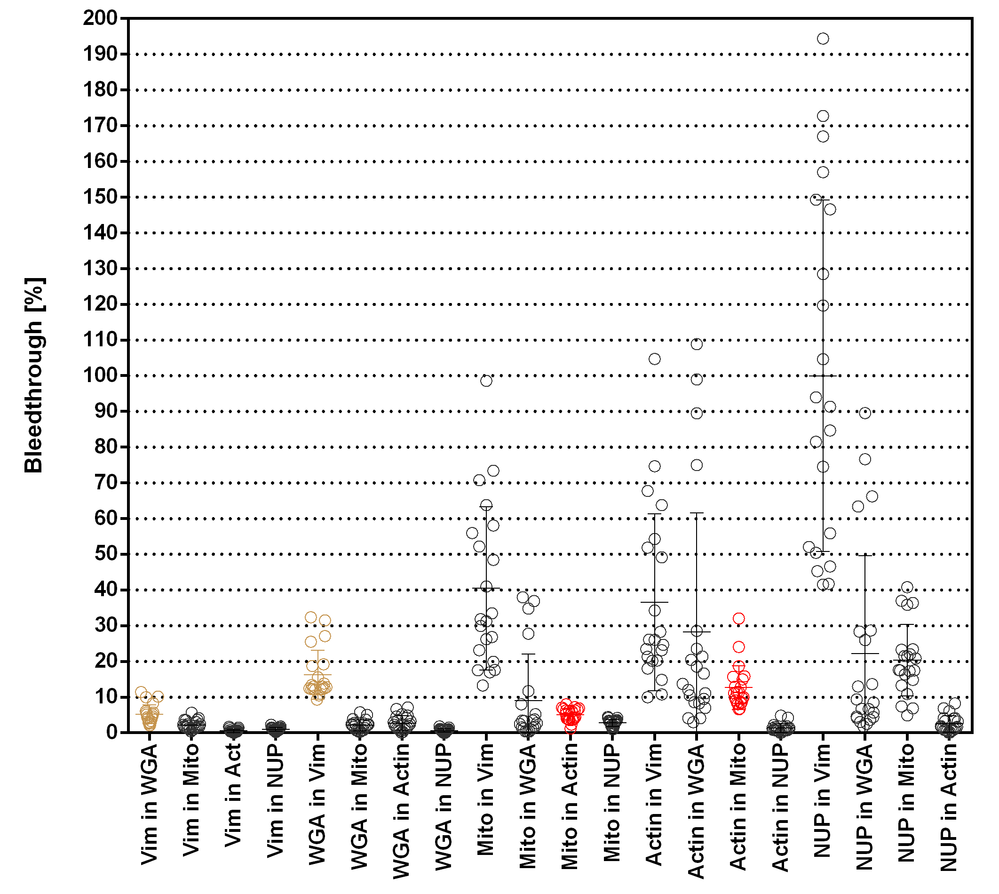 Bleedthrough [%]
200
190
180
170
160
150
140
130
120
110
100
90
80
70
60
50
40
30
20
10
0
Vim in WGA
Vim in Mito
Vim in Act
Vim in NUP
WGA in Vim
WGA in Mito
WGA in Actin
WGA in NUP
Mito in Vim
Mito in WGA
Mito in Actin
Mito in NUP
Actin in Vim
Actin in WGA
Actin in Mito
Actin in NUP
NUP in Vim
NUP in WGA
NUP in Mito
NUP in Actin